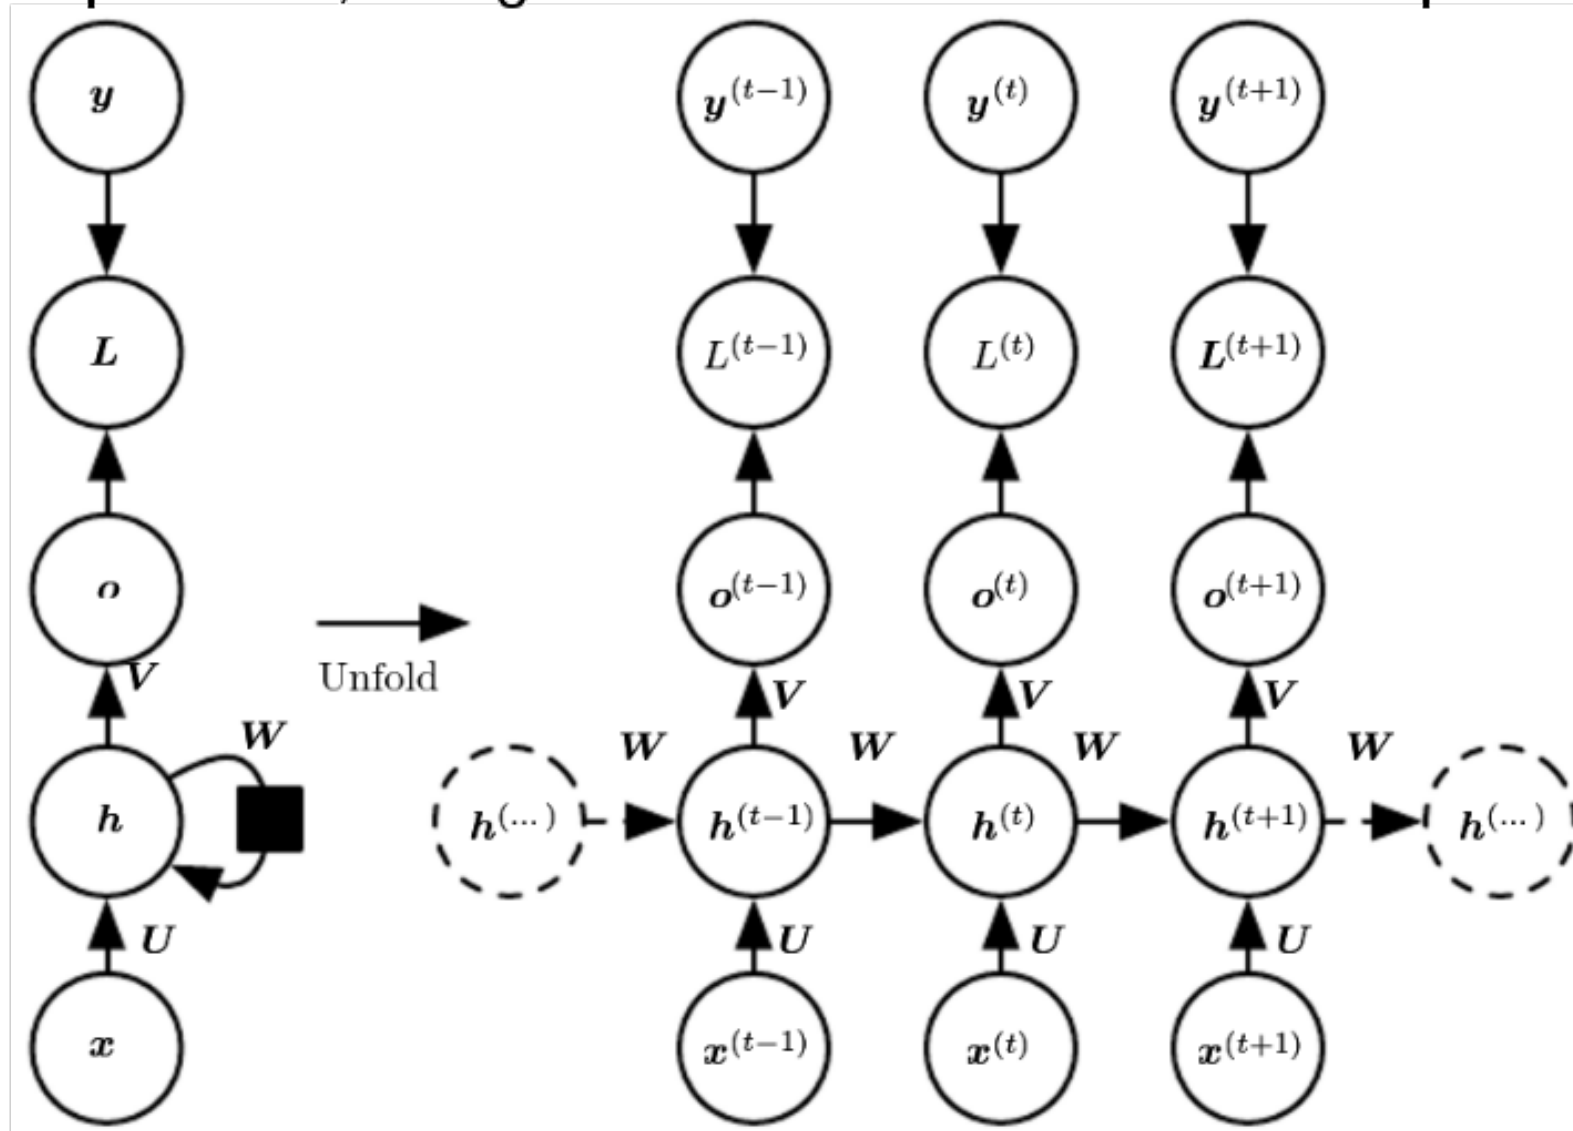 y y(t−1) y(t) y(t+1)
L L(t−1) L(t) L(t+1)
o o(t−1) o(t) o(t+1)
Unfold
V V V V
W W W W W
h h(...) h(t−1) h(t) h(t+1) h(...)
U U U U
x x(t−1) x(t) x(t+1)